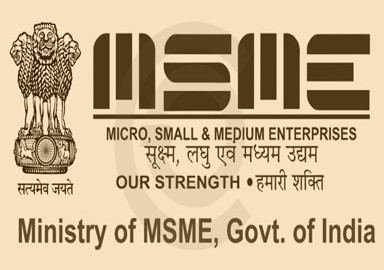 MSME
MICRO, SMALL & MEDIUM ENTERPRISES
सूक्ष्म, लघु एवं मध्यम उद्यम
OUR STRENGTH • हमारी शक्ति
सत्यमेव जयते
Ministry of MSME, Govt. of India